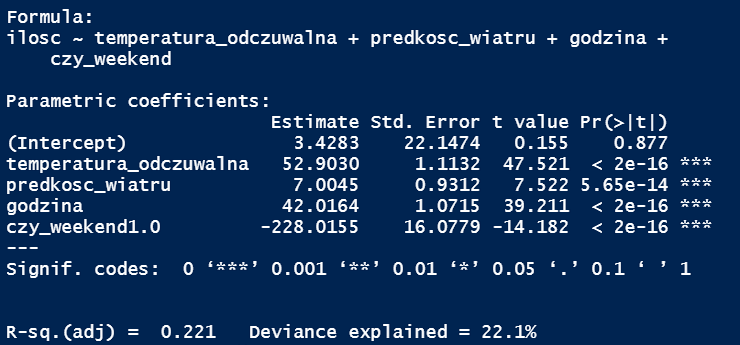 Formula:
ilosc ~ temperatura_odczuwalna + predkosc_wiatru + godzina +
    czy_weekend
Parametric coefficients:
                       Estimate Std. Error t value Pr(>|t|)
(Intercept)              3.4283    22.1474   0.155    0.877
temperatura_odczuwalna  52.9030     1.1132  47.521  < 2e-16 ***
predkosc_wiatru          7.0045     0.9312   7.522 5.65e-14 ***
godzina                 42.0164     1.0715  39.211  < 2e-16 ***
czy_weekend1.0        -228.0155    16.0779 -14.182  < 2e-16 ***
---
Signif. codes:  0 ‘***’ 0.001 ‘**’ 0.01 ‘*’ 0.05 ‘.’ 0.1 ‘ ’ 1
R-sq.(adj) =  0.221   Deviance explained = 22.1%